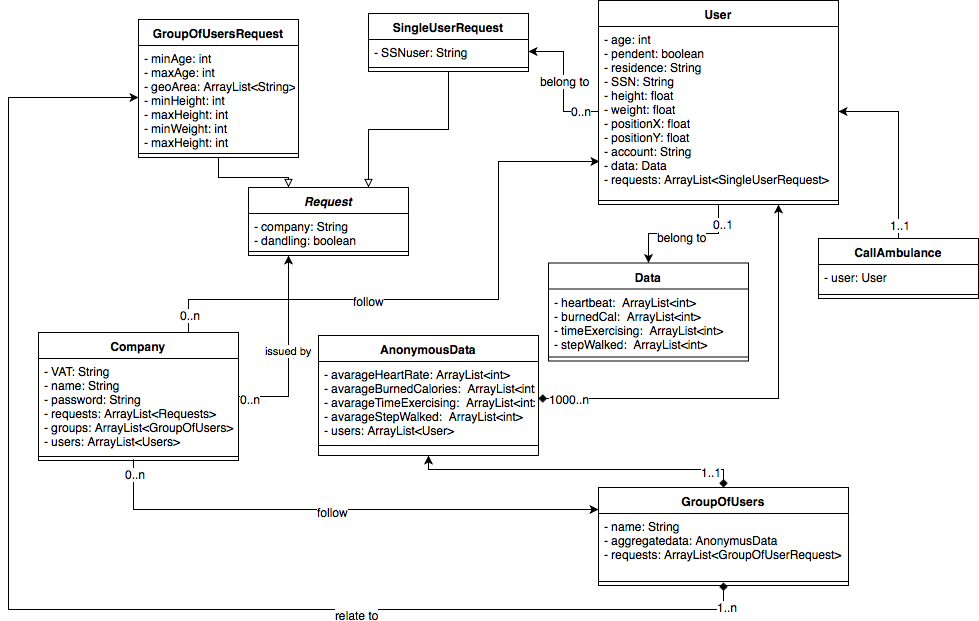 GroupOfUsersRequest
- minAge: int
- maxAge: int
- geoArea: ArrayList<String>
- minHeight: int
- maxHeight: int
- minWeight: int
- maxHeight: int
SingleUserRequest
- SSNuser: String
User
- age: int
- pendent: boolean
- residence: String
- SSN: String
- height: float
- weight: float
- positionX: float
- positionY: float
- account: String
- data: Data
- requests: ArrayList<SingleUserRequest>
belong to
0..n
Request
- company: String
- dandling: boolean
0..1
belong to
1..1
CallAmbulance
- user: User
Data
- heartbeat: ArrayList<int>
- burnedCal: ArrayList<int>
- timeExercising: ArrayList<int>
- stepWalked: ArrayList<int>
follow
0..n
Company
- VAT: String
- name: String
- password: String
- requests: ArrayList<Requests>
- groups: ArrayList<GroupOfUsers>
- users: ArrayList<Users>
issued by
0..n
AnonymousData
- avarageHeartRate: ArrayList<int>
- avarageBurnedCalories: ArrayList<int
- avarageTimeExercising: ArrayList<int>
- avarageStepWalked: ArrayList<int>
- users: ArrayList<User>
1000..n
0..n
follow
1..1
GroupOfUsers
- name: String
- aggregatedata: AnonymusData
- requests: ArrayList<GroupOfUserRequest>
1..n
relate to